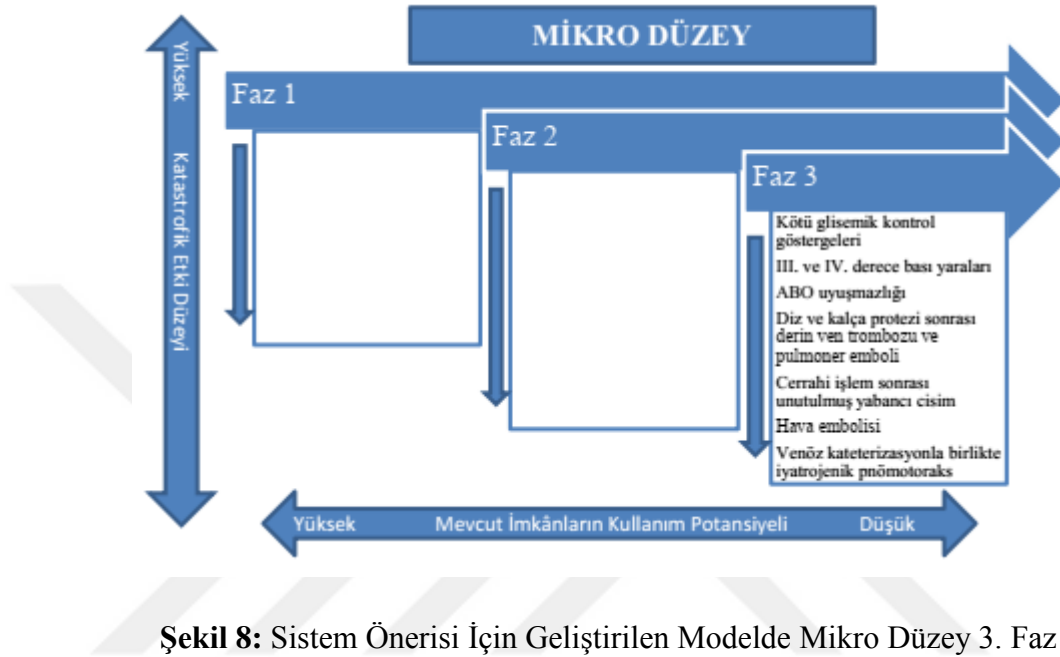 MİKRO DÜZEY
Yüksek Katastrofik Etki Düzeyi
Faz 1
Faz 2
Faz 3
Kötü glisemik kontrol
göstergeleri
III. ve IV. derece bası yaraları
ABO uyuşmazlığı
Diz ve kalça protezi sonrası
derin ven trombozu ve
pulmoner emboli
Cerrahi işlem sonrası
unutulmuş yabancı cisim
Hava embolisi
Venöz kateterizasyonla birlikte
iyatrojenik pnömotoraks
Yüksek Mevcut İmkânların Kullanım Potansiyeli Düşük
Şekil 8: Sistem Önerisi İçin Geliştirilen Modelde Mikro Düzey 3. Faz